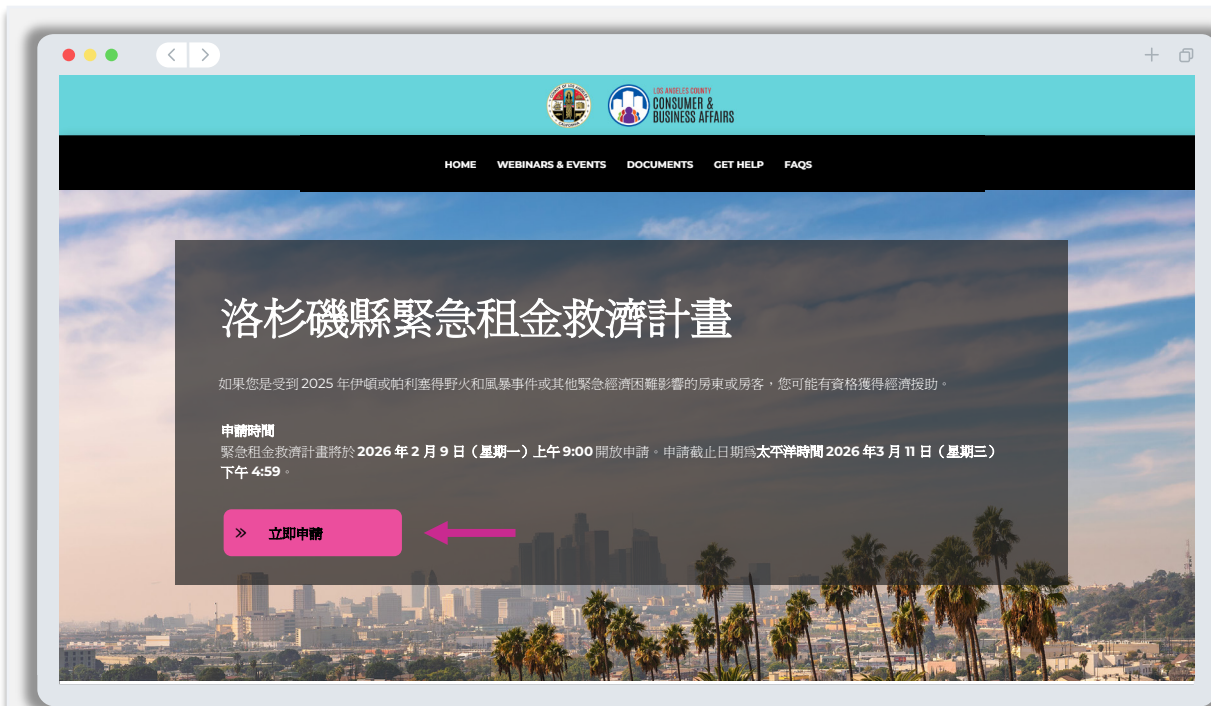 COUNTY OF LOS ANGELES
CALIFORNIA
LOS ANGELES COUNTY
CONSUMER &
BUSINESS AFFAIRS
HOME WEBINARS & EVENTS DOCUMENTS GET HELP FAQS
洛杉磯縣緊急租金救濟計畫
如果您是受到 2025 年伊頓或帕利塞得野火和風暴事件或其他緊急經濟困難影響的房東或房客，您可能有資格獲得經濟援助。
申請時間
緊急租金救濟計畫將於 2026 年 2 月 9 日（星期一）上午 9:00 開放申請。申請截止日期爲太平洋時間 2026 年3 月 11 日（星期三）
下午 4:59。
立即申請